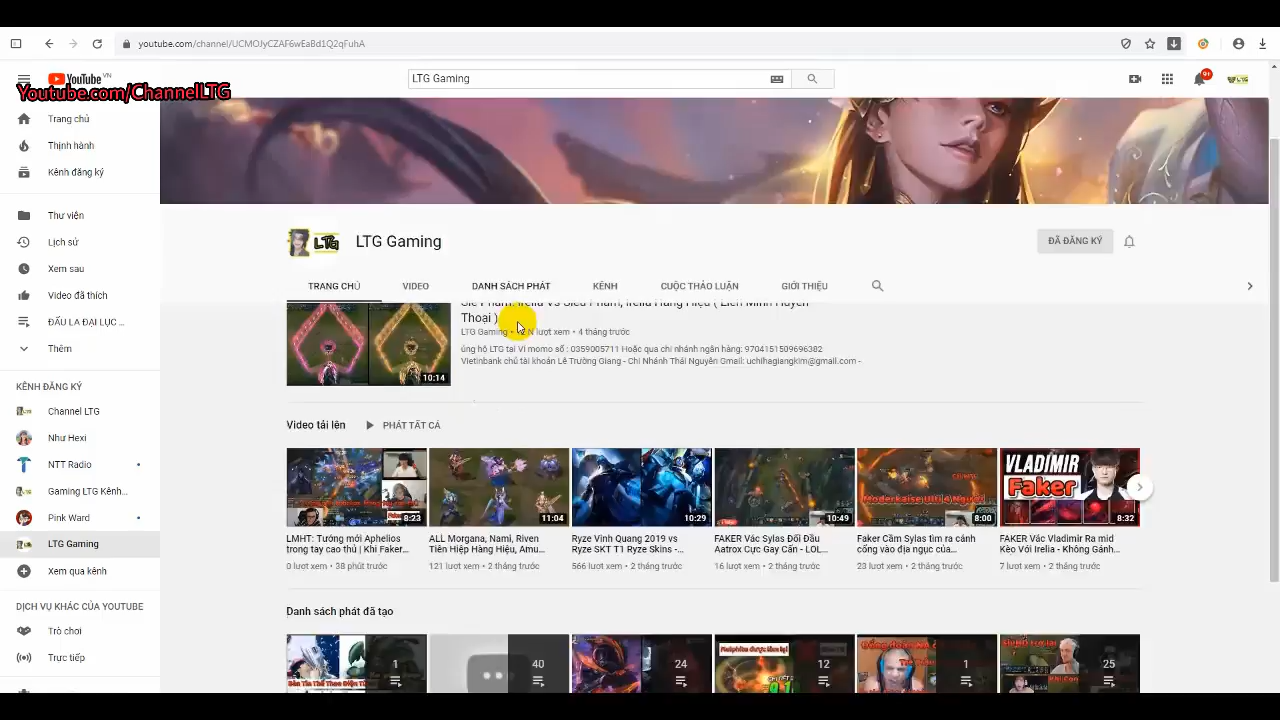 youtube.com/channel/UCMOJyCZAF6wEaBd1Q2qFuhA
YouTube VN
LTG Gaming
9+
LTG
Youtube.com/ChannelLTG
Trang chủ
Thịnh hành
Kênh đăng ký
Thư viện
Lịch sử
Xem sau
Video đã thích
ĐẤU LA ĐẠI LỤC ...
Thêm
KÊNH ĐĂNG KÝ
Channel LTG
Như Hexi
NTT Radio
Gaming LTG Kênh...
Pink Ward
LTG Gaming
Xem qua kênh
DỊCH VỤ KHÁC CỦA YOUTUBE
Trò chơi
Trực tiếp
LTG
LTG Gaming
ĐÃ ĐĂNG KÝ
TRANG CHỦ
VIDEO
DANH SÁCH PHÁT
KÊNH
CUỘC THẢO LUẬN
GIỚI THIỆU
Thoại )
LTG Gaming • N lượt xem • 4 tháng trước
ủng hộ LTG tại Ví momo số : 0359005711 Hoặc qua chi nhánh ngân hàng: 9704151509696382
Vietinbank chủ tài khoản Lê Trường Giang - Chi Nhánh Thái Nguyên Gmail: uchihagiangkim@gmail.com -
10:14
Video tải lên
PHÁT TẤT CẢ
8:23
11:04
10:29
10:49
8:00
VLADIMIR
Faker
8:32
LMHT: Tướng mới Aphelios
trong tay cao thủ | Khi Faker...
0 lượt xem • 38 phút trước
ALL Morgana, Nami, Riven
Tiên Hiệp Hàng Hiệu, Amu...
121 lượt xem • 2 tháng trước
Ryze Vinh Quang 2019 vs
Ryze SKT T1 Ryze Skins -...
566 lượt xem • 2 tháng trước
FAKER Vác Sylas Đối Đầu
Aatrox Cực Gay Cấn - LOL...
16 lượt xem • 2 tháng trước
Faker Cầm Sylas tìm ra cánh
cổng vào địa ngục của...
23 lượt xem • 2 tháng trước
FAKER Vác Vladimir Ra mid
Kèo Với Irelia - Không Gánh...
7 lượt xem • 2 tháng trước
Danh sách phát đã tạo
1
40
24
12
1
25